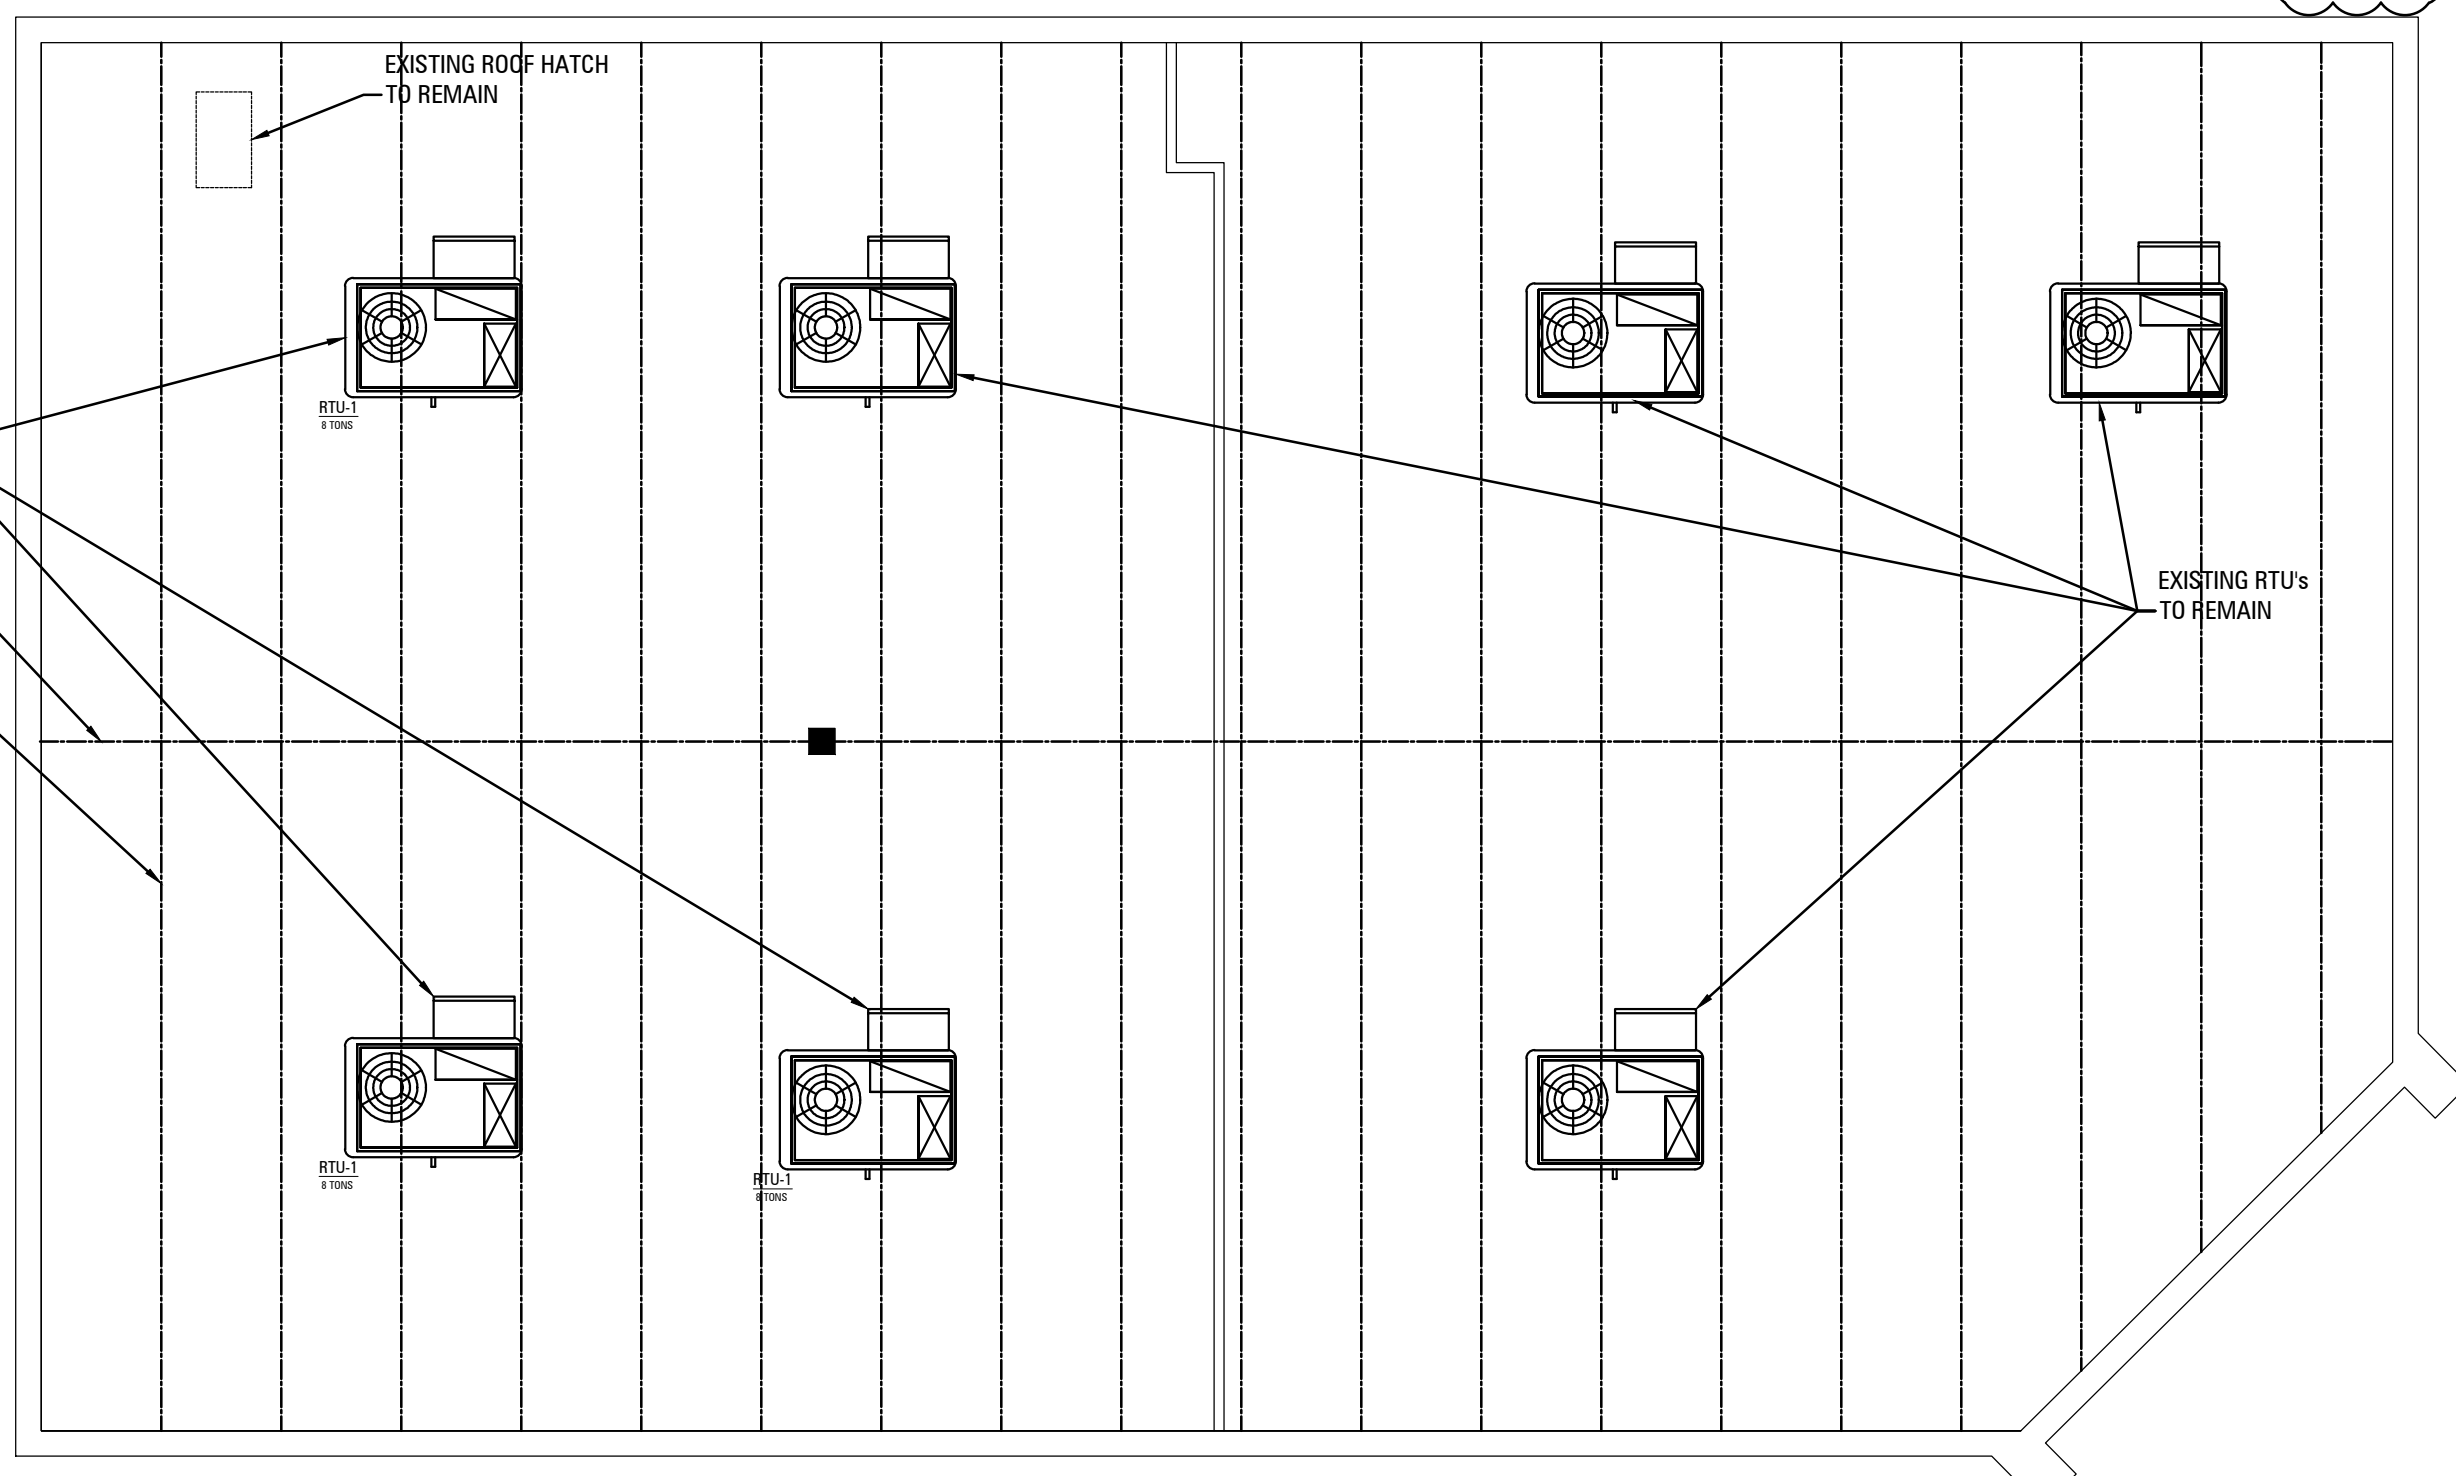 EXISTING ROOF HATCH
TO REMAIN
RTU-1
8 TONS
EXISTING RTU's
TO REMAIN
RTU-1
8 TONS
RTU-1
8 TONS